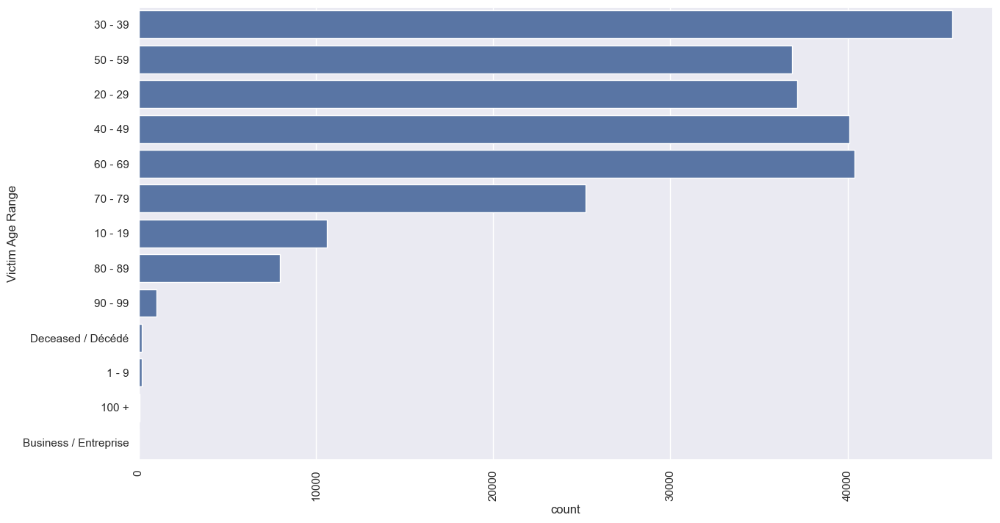 30 - 39
50 - 59
20 - 29
40 - 49
60 - 69
70 - 79
10 - 19
80 - 89
90 - 99
Deceased / Décédé
1 - 9
100 +
Business / Entreprise
Victim Age Range
0
10000
20000
30000
40000
count